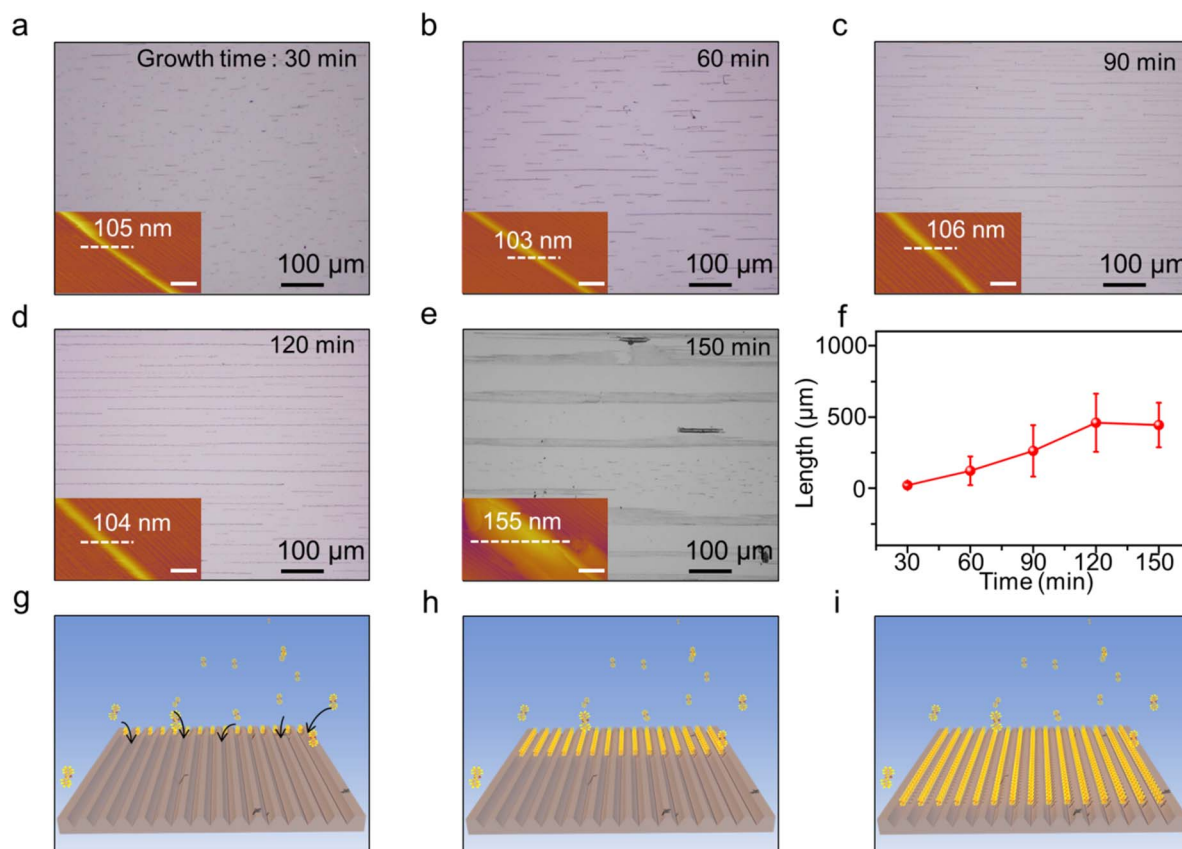 a
Growth time : 30 min
105 nm
100 µm
b
60 min
103 nm
100 µm
c
90 min
106 nm
100 µm
d
120 min
104 nm
100 µm
e
150 min
155 nm
100 µm
f
1000
500
0
Length (µm)
30 60 90 120 150
Time (min)
g
h
i